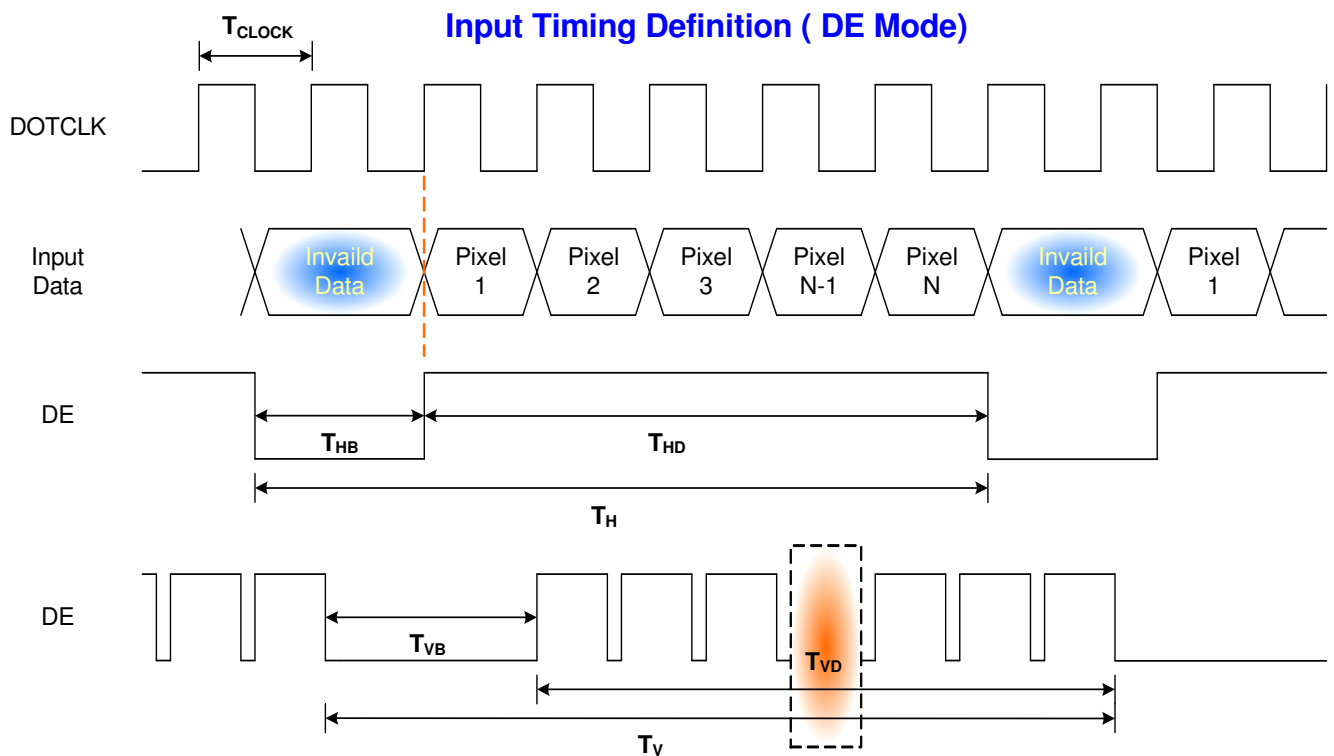 Input Timing Definition ( DE Mode)
TCLOCK
DOTCLK
Input
Data
Invaild
Data
Pixel
1
Pixel
2
Pixel
3
Pixel
N-1
Pixel
N
Invaild
Data
Pixel
1
DE
THB
THD
TH
DE
TVB
TVD
TV